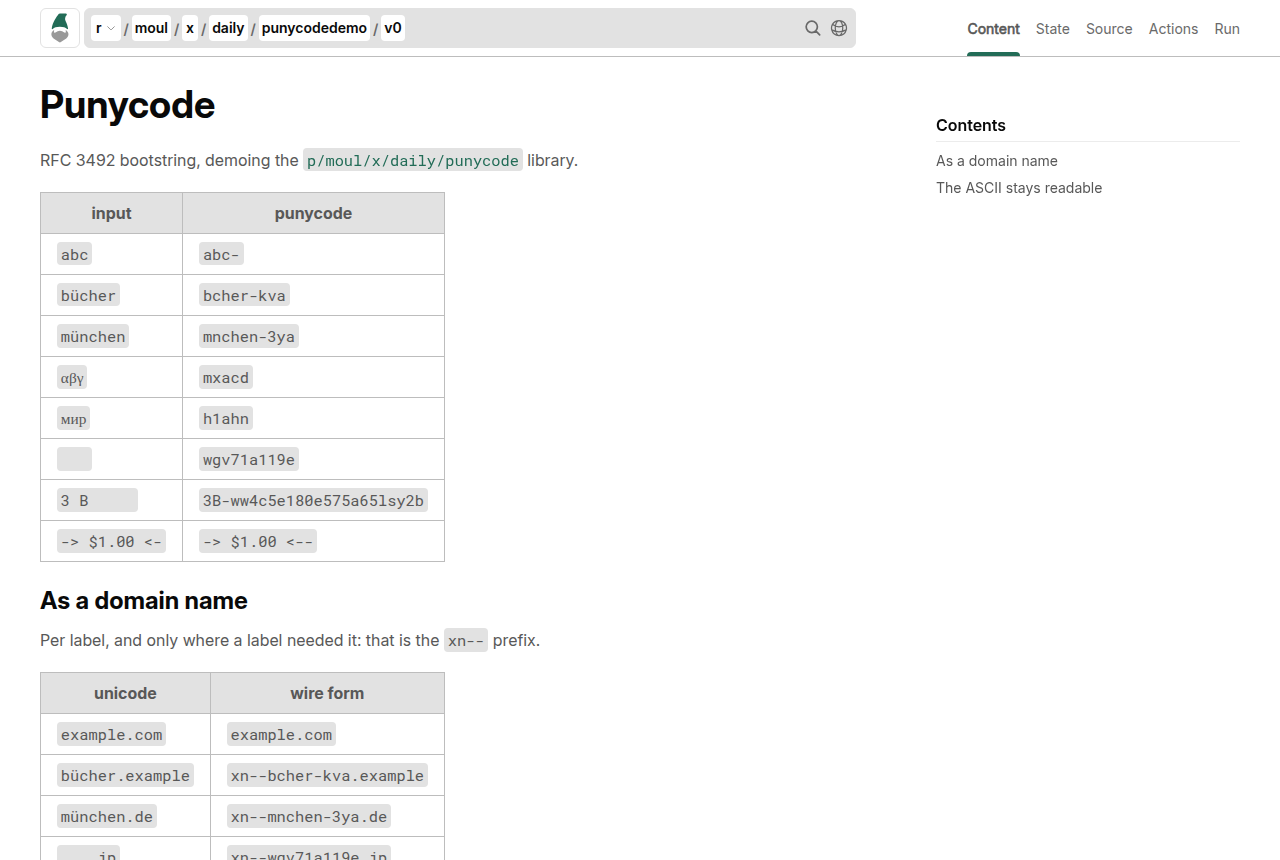 r / moul / x / daily / punycodedemo / v0
Content State Source Actions Run
Punycode
RFC 3492 bootstring, demoing the p/moul/x/daily/punycode library.
input punycode
abc abc-
bücher bcher-kva
münchen mnchen-3ya
αβγ mxacd
мир h1ahn
wgv71a119e
3 B 3B-ww4c5e180e575a65lsy2b
-> $1.00 <- -> $1.00 <--
As a domain name
Per label, and only where a label needed it: that is the xn-- prefix.
unicode wire form
example.com example.com
bücher.example xn--bcher-kva.example
münchen.de xn--mnchen-3ya.de
.jp xn--wgv71a119e.jp
Contents
As a domain name
The ASCII stays readable